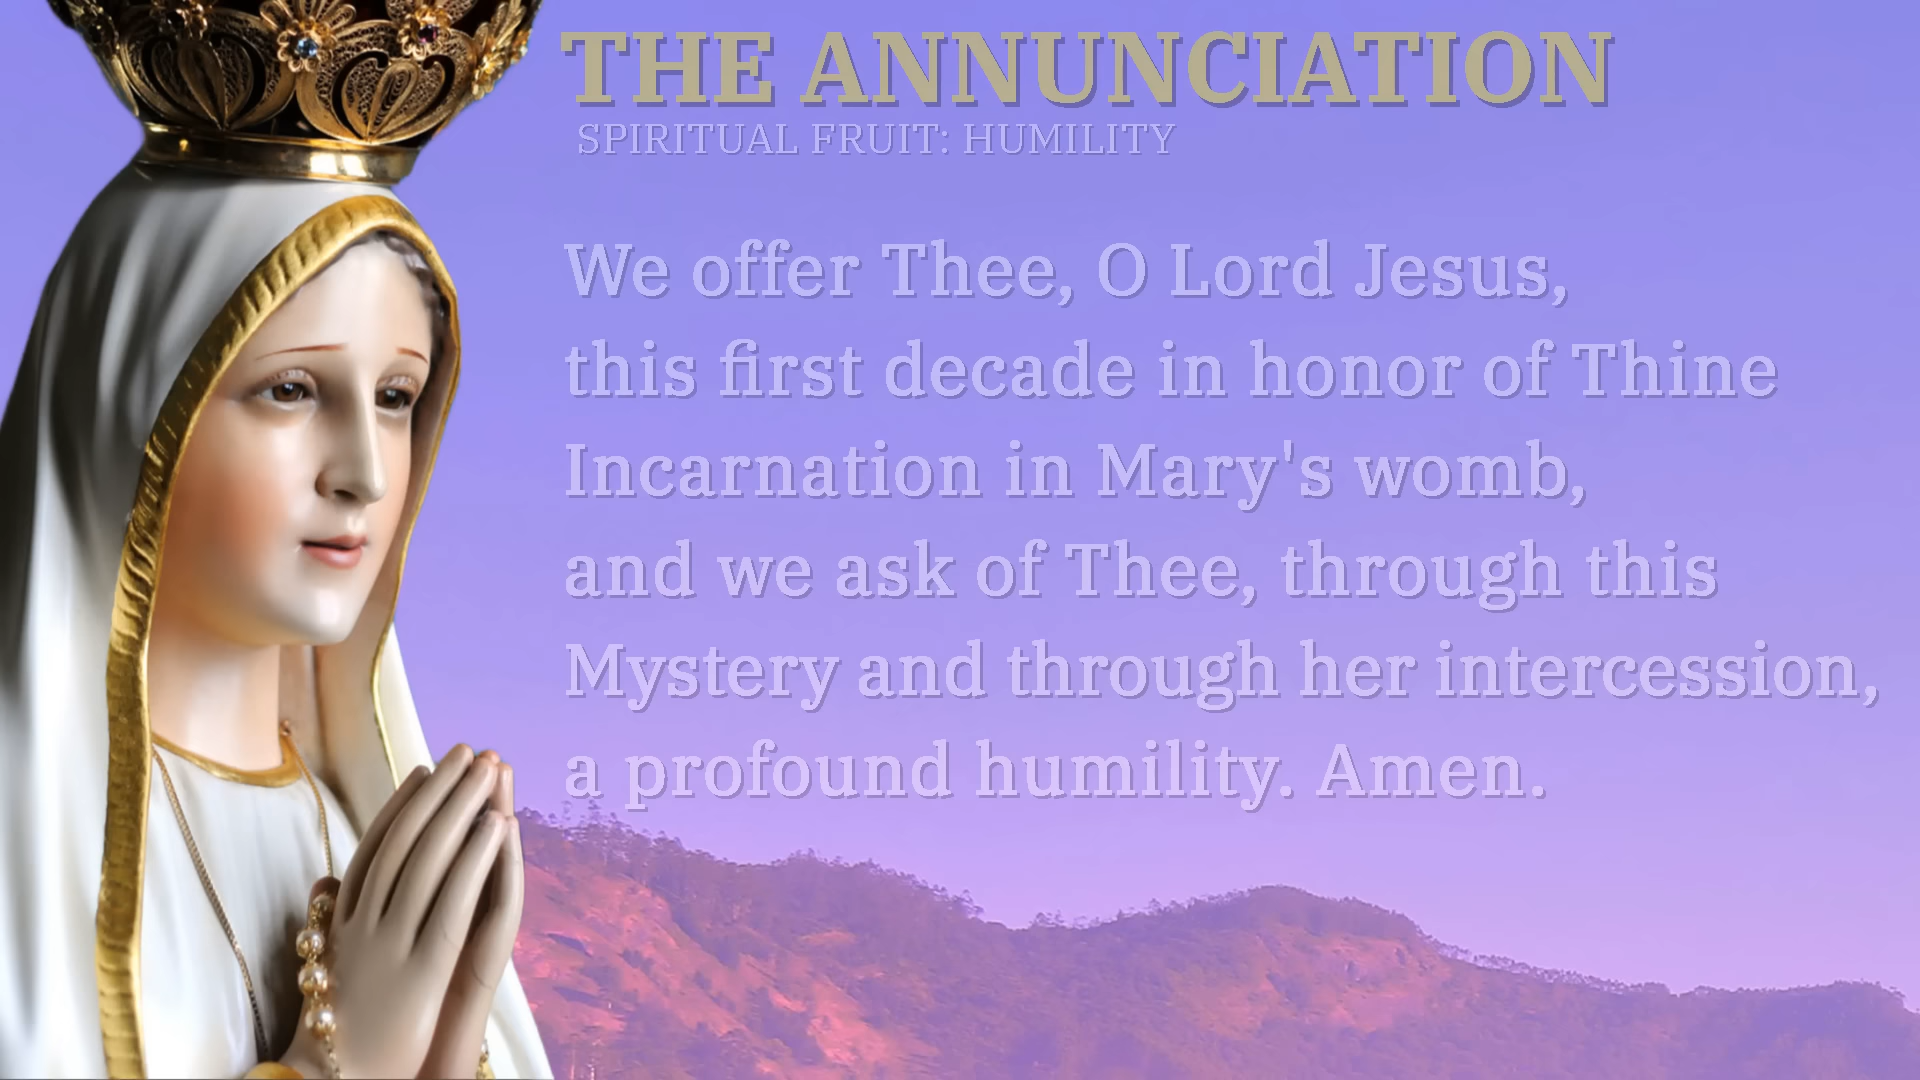 THE ANNUNCIATION
SPIRITUAL FRUIT: HUMILITY
We offer Thee, O Lord Jesus,
this first decade in honor of Thine
Incarnation in Mary's womb,
and we ask of Thee, through this
Mystery and through her intercession,
a profound humility. Amen.